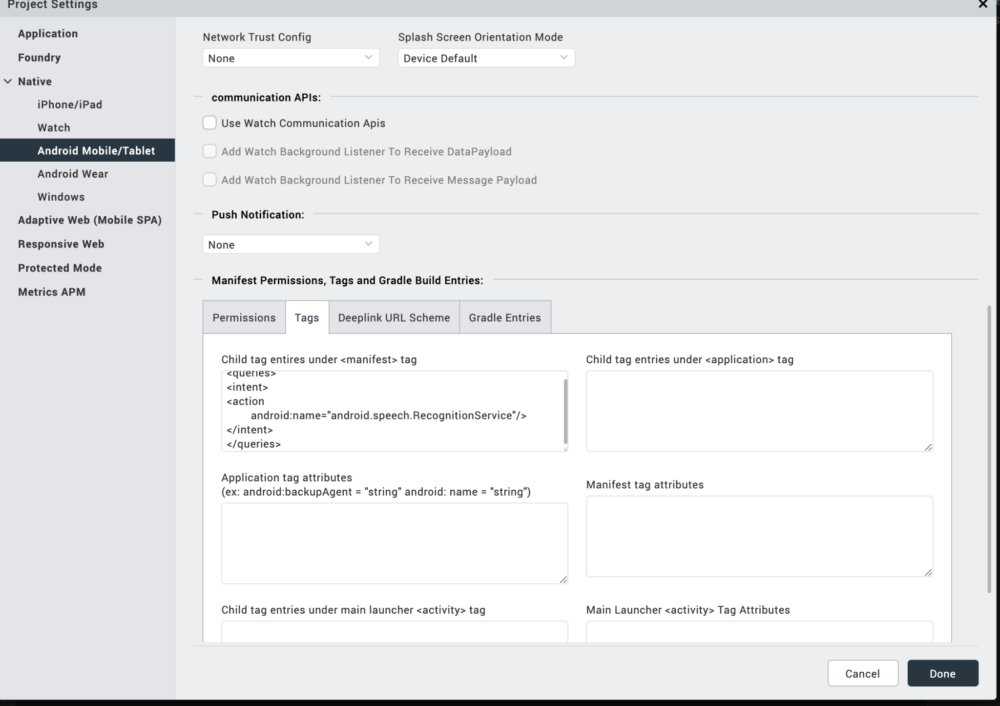 Project Settings
Application
Foundry
Native
iPhone/iPad
Watch
Android Mobile/Tablet
Android Wear
Windows
Adaptive Web (Mobile SPA)
Responsive Web
Protected Mode
Metrics APM
Network Trust Config
None
Splash Screen Orientation Mode
Device Default
communication APIs:
Use Watch Communication Apis
Add Watch Background Listener To Receive DataPayload
Add Watch Background Listener To Receive Message Payload
Push Notification:
None
Manifest Permissions, Tags and Gradle Build Entries:
Permissions
Tags
Deeplink URL Scheme
Gradle Entries
Child tag entires under <manifest> tag
<queries>
<intent>
<action
android:name="android.speech.RecognitionService"/>
</intent>
</queries>
Child tag entries under <application> tag
Application tag attributes
(ex: android:backupAgent = "string" android: name = "string")
Manifest tag attributes
Child tag entries under main launcher <activity> tag
Main Launcher <activity> Tag Attributes
Cancel
Done